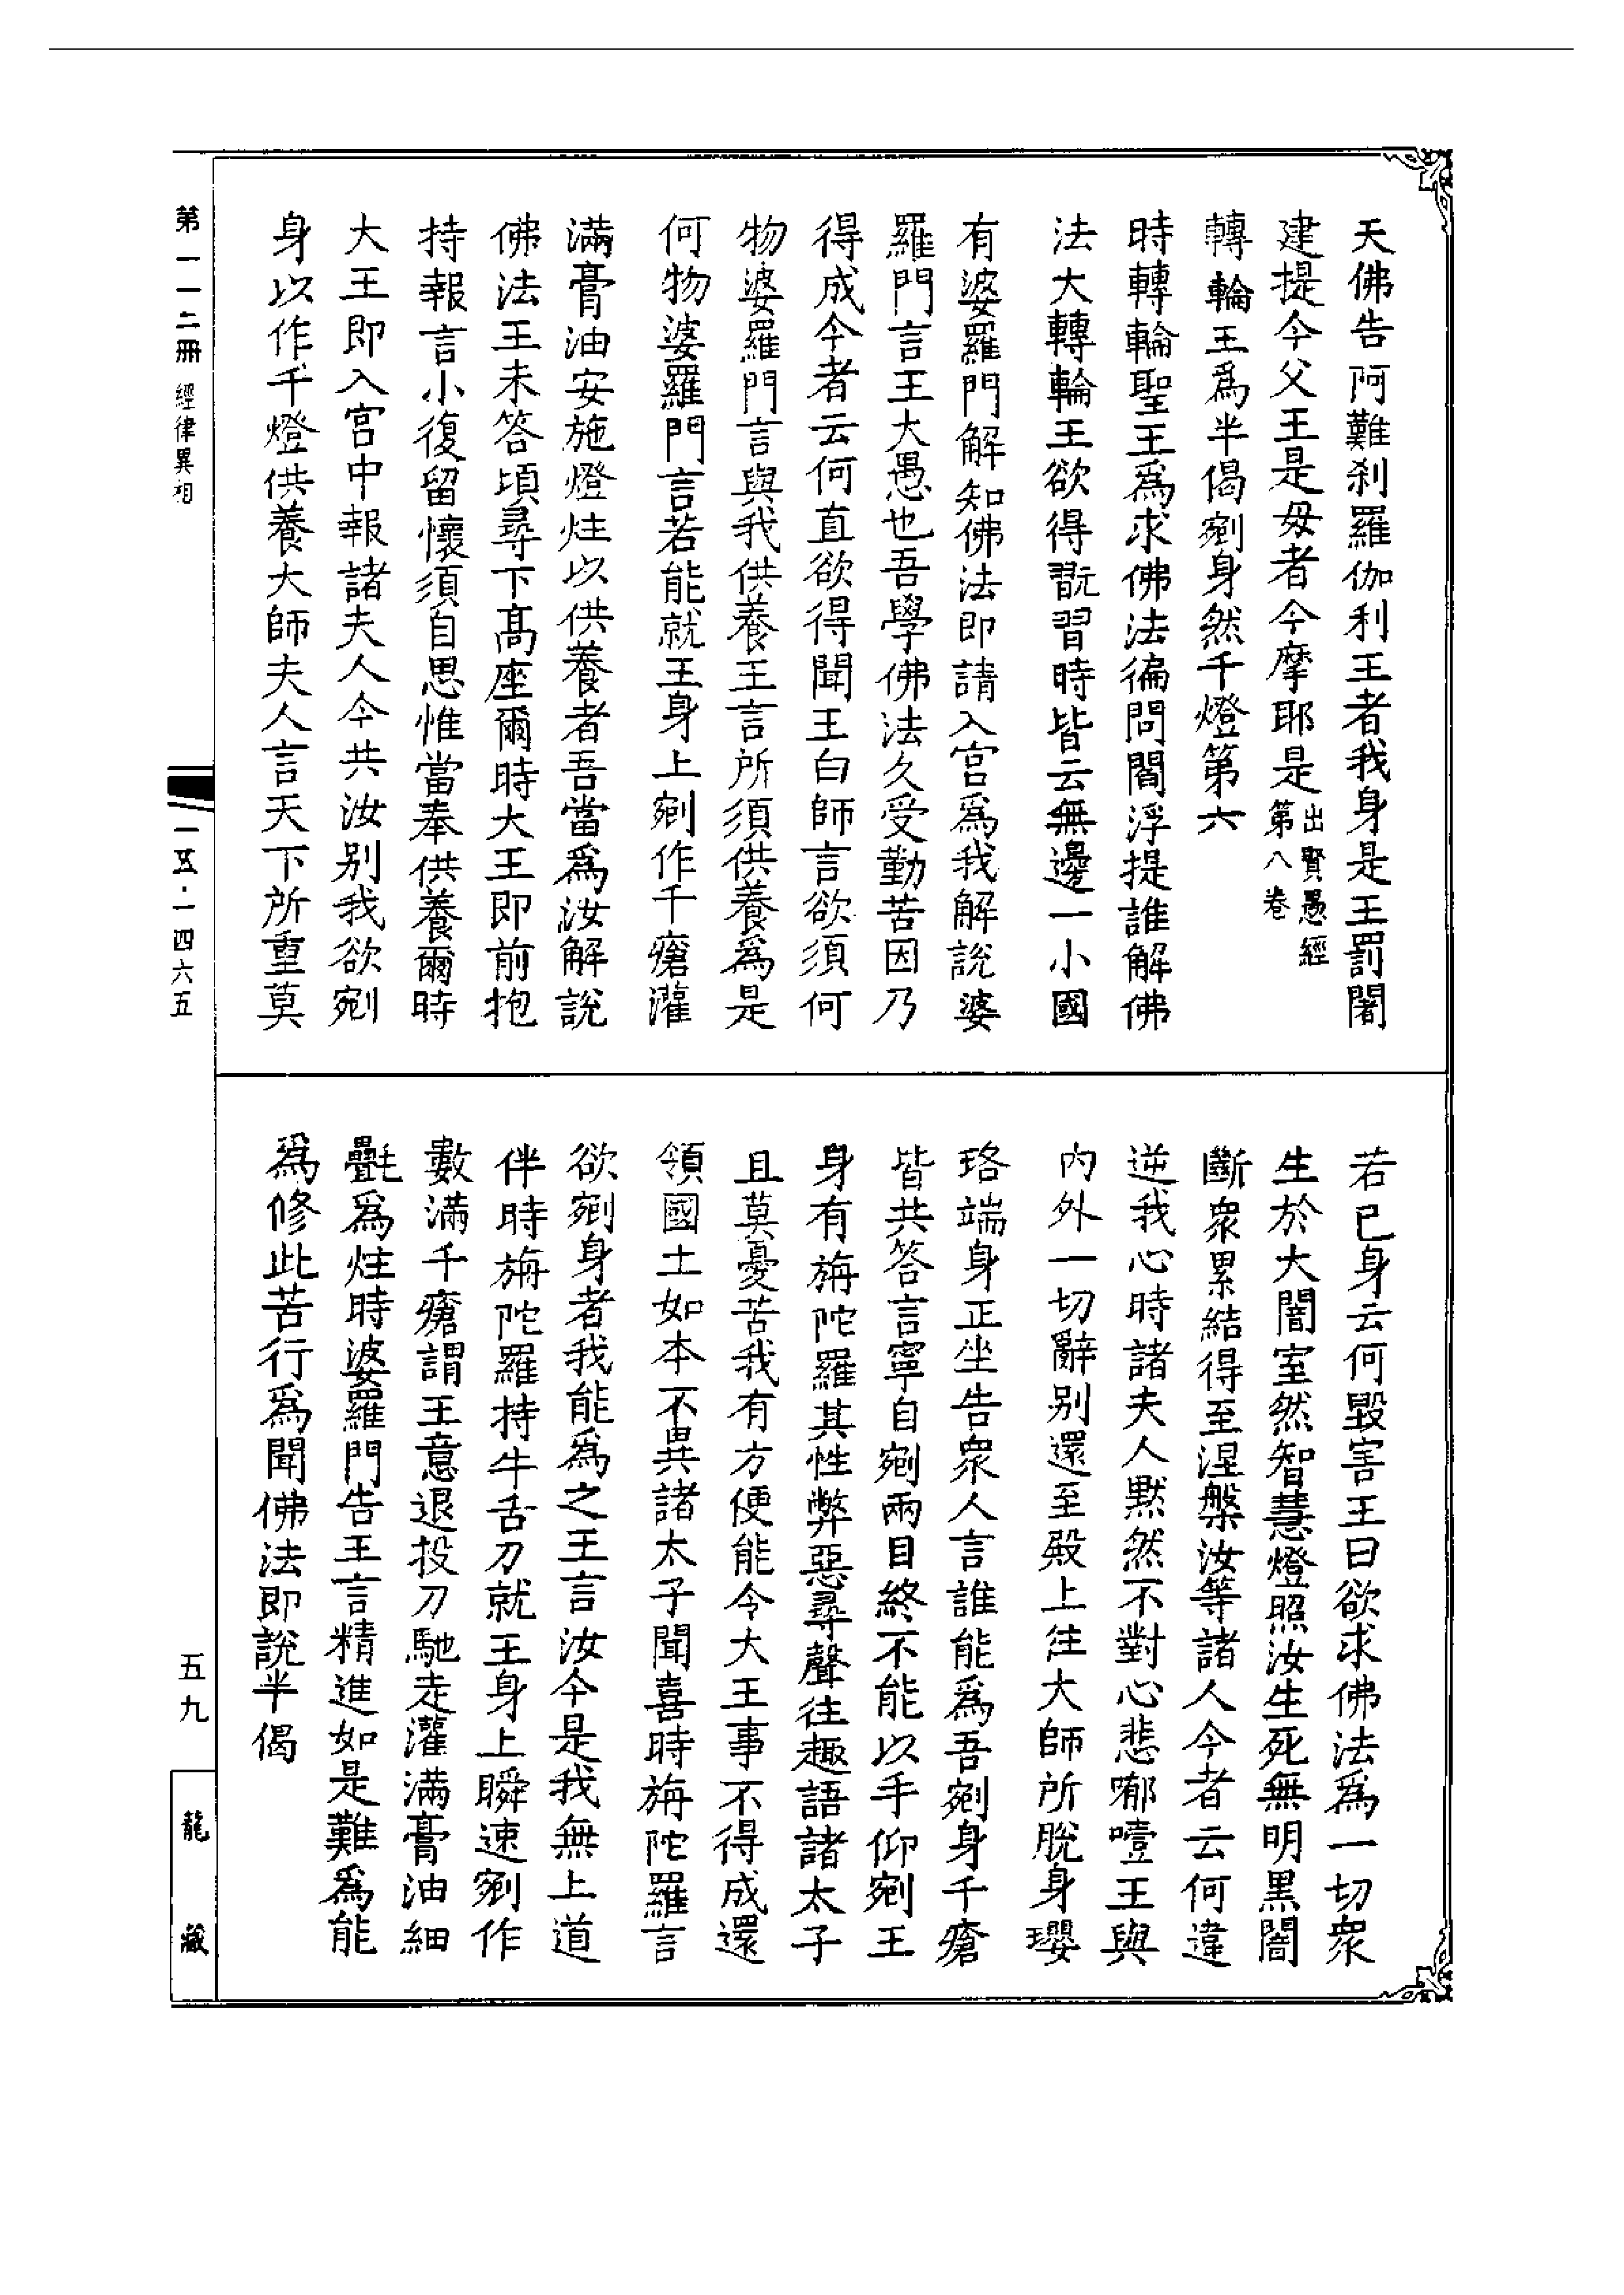 天佛告阿難刹羅伽利王者我身是王罰闍
建提今父王是毋者今摩耶是出賢愚經第八卷
轉輪王爲半偈剜身然千燈第六
時轉輪聖王爲求佛法徧問閻浮提誰解佛
法大轉輪王欲得翫習時皆云無邊一小國
有婆羅門解知佛法即請入宮爲我解說婆
羅門言王大愚也吾學佛法久受勤苦因乃
得成今者云何直欲得聞王白師言欲須何
物婆羅門言與我供養王言所須供養爲是
何物婆羅門言若能就王身上剜作千瘡灌
滿膏油安施燈炷以供養者吾當爲汝解說
佛法王未答頃尋下髙座爾時大王即前抱
持報言小復留懷須自思惟當奉供養爾時
大王即入宮中報諸夫人今共汝別我欲剜
身以作千燈供養大師夫人言天下所重莫
若已身云何毀害王曰欲求佛法爲一切衆
生於大闇室然智慧燈照汝生死無明黑闇
斷衆累結得至涅槃汝等諸人今者云何違
逆我心時諸夫人默然不對心悲哽噎王與
內外一切辭別還至殿上往大師所脫身瓔
珞端身正坐告衆人言誰能爲吾剜身千瘡
皆共答言寧自剜兩目終不能以手仰剜王
身有旃陀羅其性弊惡尋聲往趣語諸太子
且莫憂苦我有方便能令大王事不得成還
領國土如本不異諸太子聞喜時旃陀羅言
欲剜身者我能爲之王言汝今是我無上道
伴時旃陀羅持牛舌刀就王身上瞬速剜作
數滿千瘡謂王意退投刀馳走灌滿膏油細
㲲爲炷時婆羅門告王言精進如是難爲能
爲修此苦行爲聞佛法即說半偈
第一一二冊 經律異相
一五·一四六五
五九
龍藏